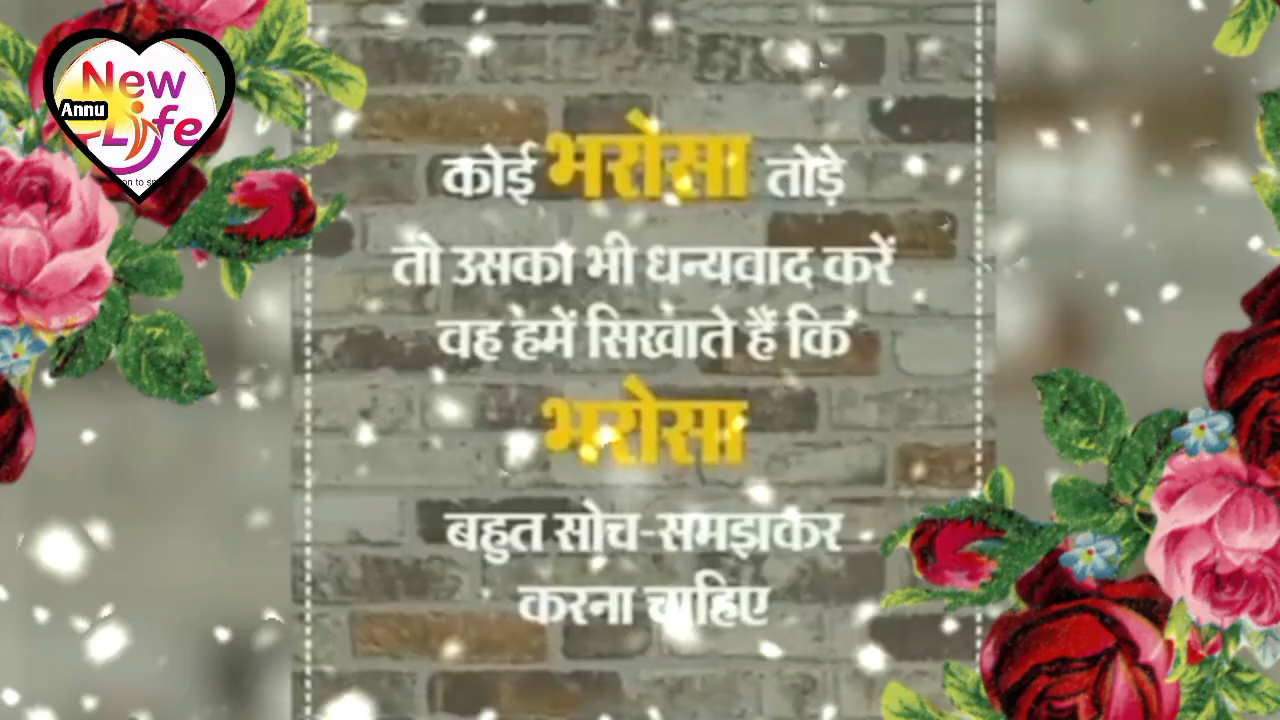 New
Annu
Life
कोई भरोसा तोड़े
तो उसका भी धन्यवाद करें
वह हमें सिखाते हैं कि
भरोसा
बहुत सोच-समझकर
करना चाहिए